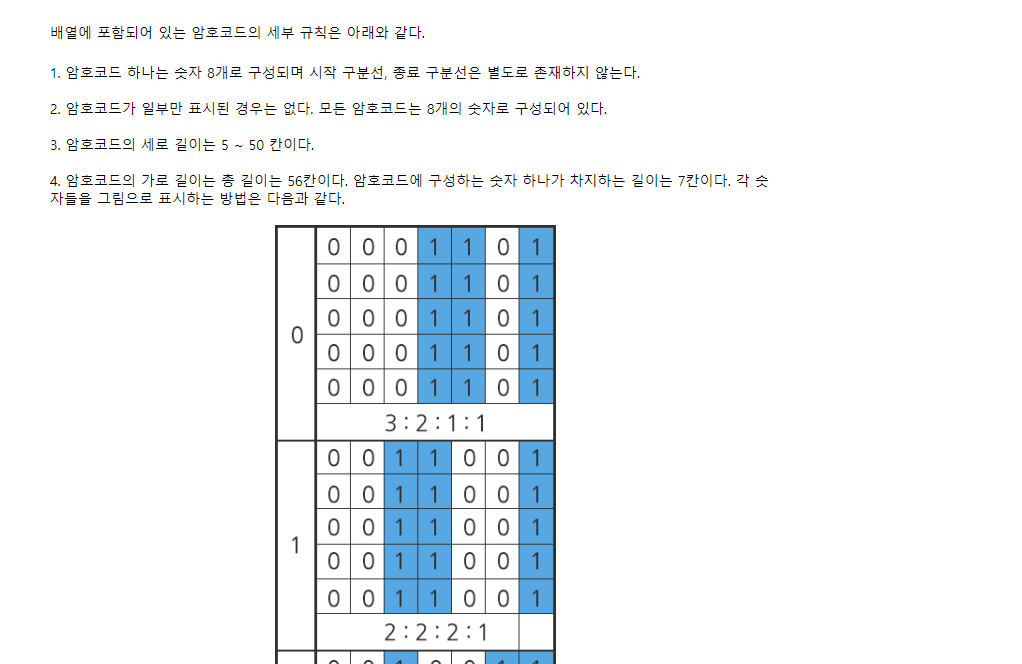 배열에 포함되어 있는 암호코드의 세부 규칙은 아래와 같다.
1. 암호코드 하나는 숫자 8개로 구성되며 시작 구분선, 종료 구분선은 별도로 존재하지 않는다.
2. 암호코드가 일부만 표시된 경우는 없다. 모든 암호코드는 8개의 숫자로 구성되어 있다.
3. 암호코드의 세로 길이는 5 ~ 50 칸이다.
4. 암호코드의 가로 길이는 총 길이는 56칸이다. 암호코드에 구성하는 숫자 하나가 차지하는 길이는 7칸이다. 각 숫
자들을 그림으로 표시하는 방법은 다음과 같다.
0 0 0 1 1 0 1
0 0 0 1 1 0 1
0 0 0 1 1 0 1
0
0 0 0 1 1 0 1
0 0 0 1 1 0 1
3 : 2 : 1 : 1
0 0 1 1 0 0 1
0 0 1 1 0 0 1
0 0 1 1 0 0 1
1
0 0 1 1 0 0 1
0 0 1 1 0 0 1
2 : 2 : 2 : 1